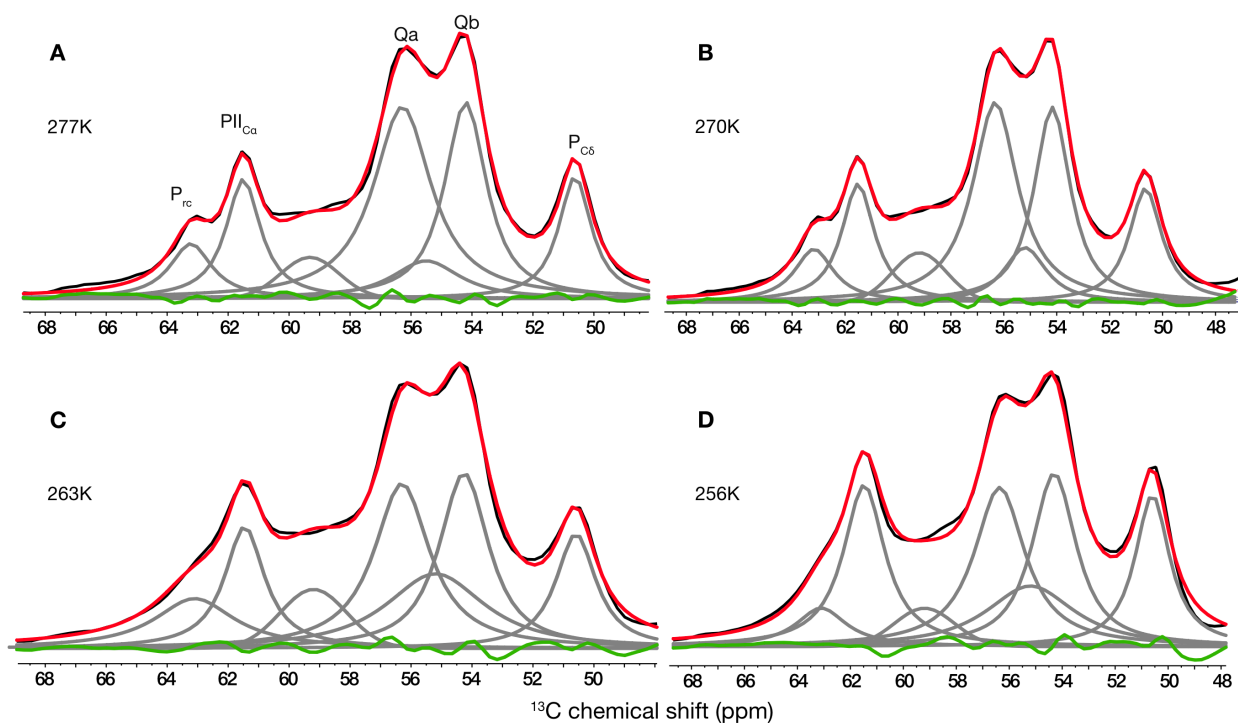 A
Qa
Qb
B
277K
PIICα
PCδ
270K
Prc
68 66 64 62 60 58 56 54 52 50
68 66 64 62 60 58 56 54 52 50 48
C
D
263K
256K
68 66 64 62 60 58 56 54 52 50
68 66 64 62 60 58 56 54 52 50 48
13C chemical shift (ppm)